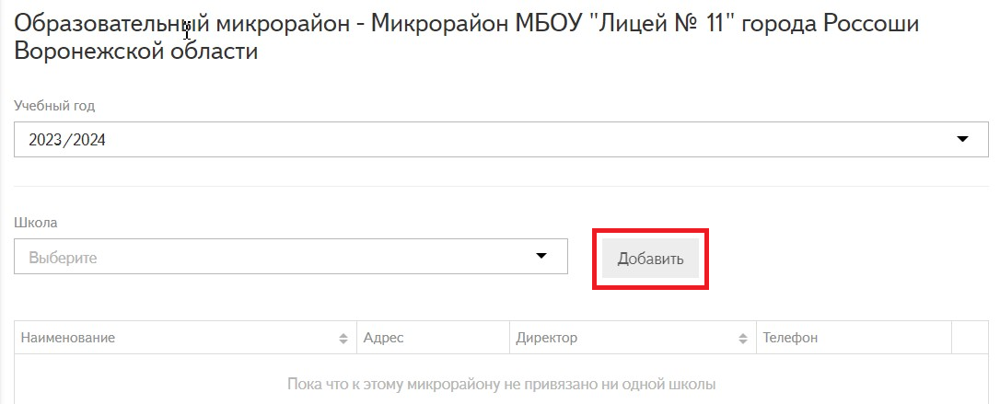 Образовательный микрорайон - Микрорайон МБОУ "Лицей № 11" города Россоши
Воронежской области
Учебный год
2023/2024
Школа
Выберите
Добавить
Наименование Адрес Директор Телефон
Пока что к этому микрорайону не привязано ни одной школы